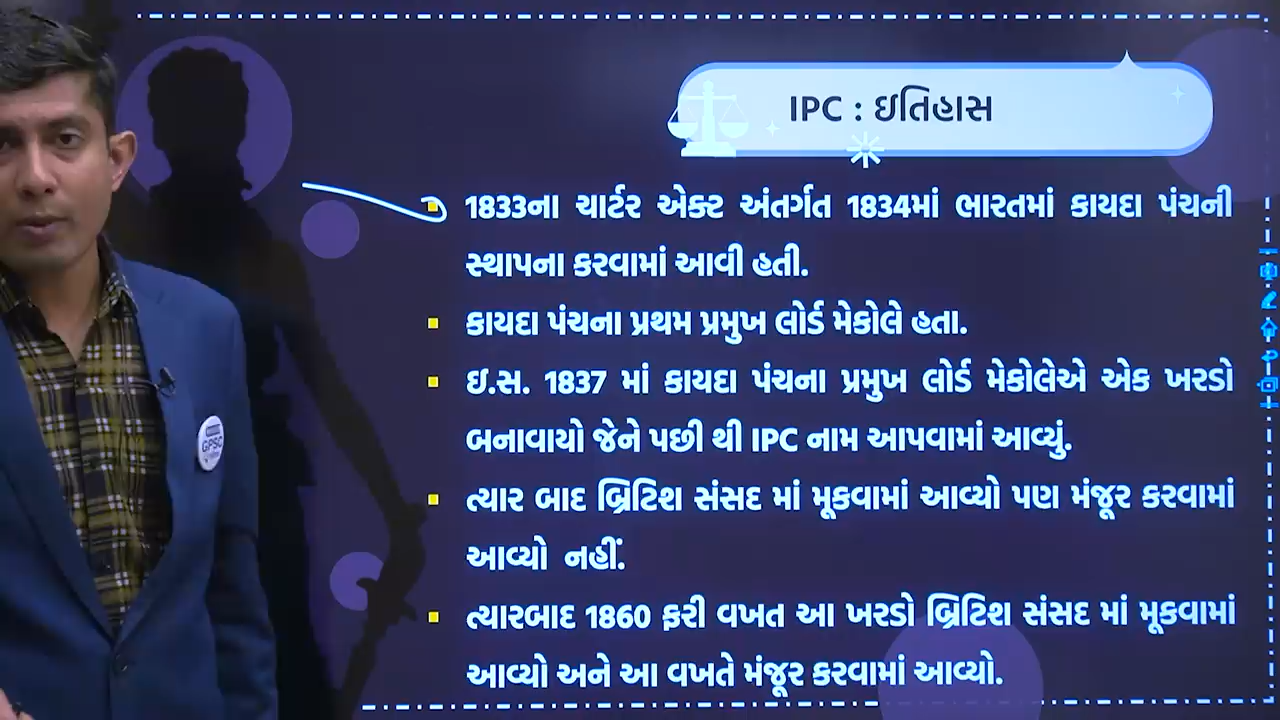 IPC : ઇતિહાસ
1833ના ચાર્ટર એક્ટ અંતર્ગત 1834માં ભારતમાં કાયદા પંચની
સ્થાપના કરવામાં આવી હતી.
કાયદા પંચના પ્રથમ પ્રમુખ લોર્ડ મેકોલે હતા.
ઇ.સ. 1837 માં કાયદા પંચના પ્રમુખ લોર્ડ મેકોલેએ એક ખરડો
બનાવાયો જેને પછી થી IPC નામ આપવામાં આવ્યું.
ત્યાર બાદ બ્રિટિશ સંસદ માં મૂકવામાં આવ્યો પણ મંજૂર કરવામાં
આવ્યો નહીં.
ત્યારબાદ 1860 ફરી વખત આ ખરડો બ્રિટિશ સંસદ માં મૂકવામાં
આવ્યો અને આ વખતે મંજૂર કરવામાં આવ્યો.
GPSC